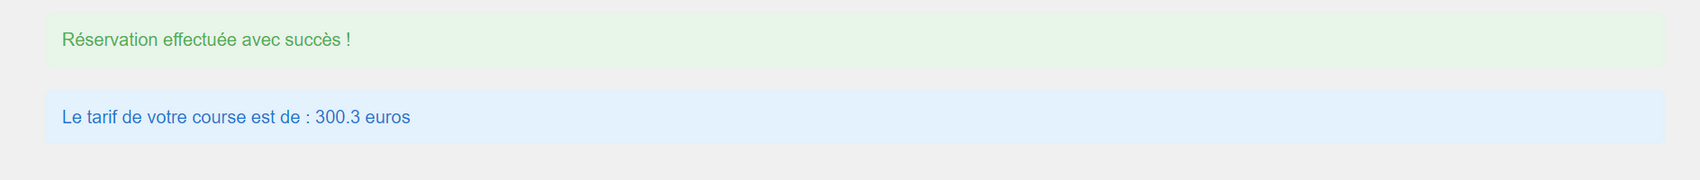 Réservation effectuée avec succès !
Le tarif de votre course est de : 300.3 euros